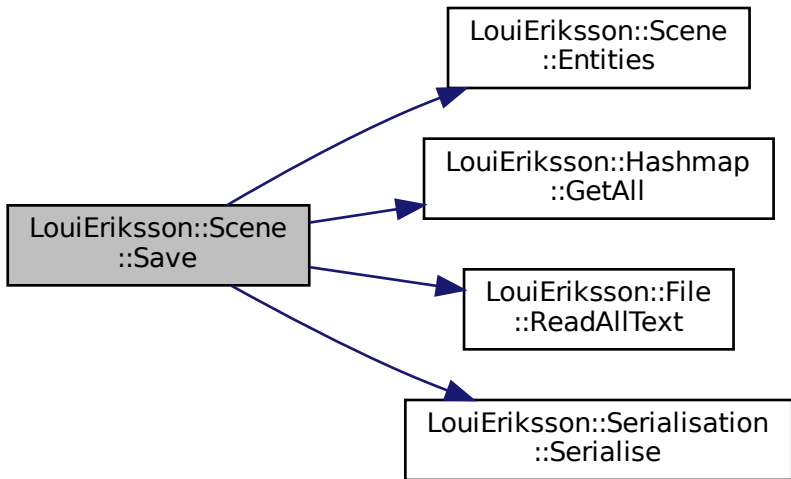 LouiEriksson::Scene
::Save
LouiEriksson::Scene
::Entities
LouiEriksson::Hashmap
::GetAll
LouiEriksson::File
::ReadAllText
LouiEriksson::Serialisation
::Serialise